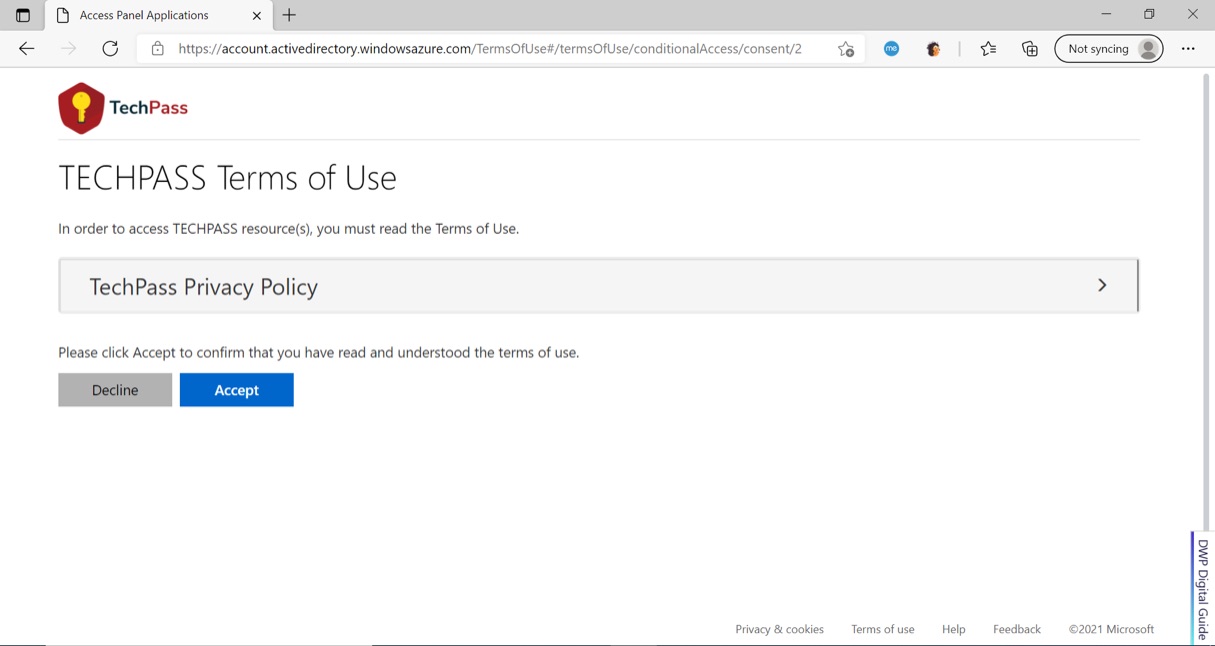 Access Panel Applications
https://account.activedirectory.windowsazure.com/TermsOfUse#/termsOfUse/conditionalAccess/consent/2
me
Not syncing
TechPass
TECHPASS Terms of Use
In order to access TECHPASS resource(s), you must read the Terms of Use.
TechPass Privacy Policy
Please click Accept to confirm that you have read and understood the terms of use.
Decline
Accept
DWP Digital Guide
Privacy & cookies
Terms of use
Help
Feedback
©2021 Microsoft